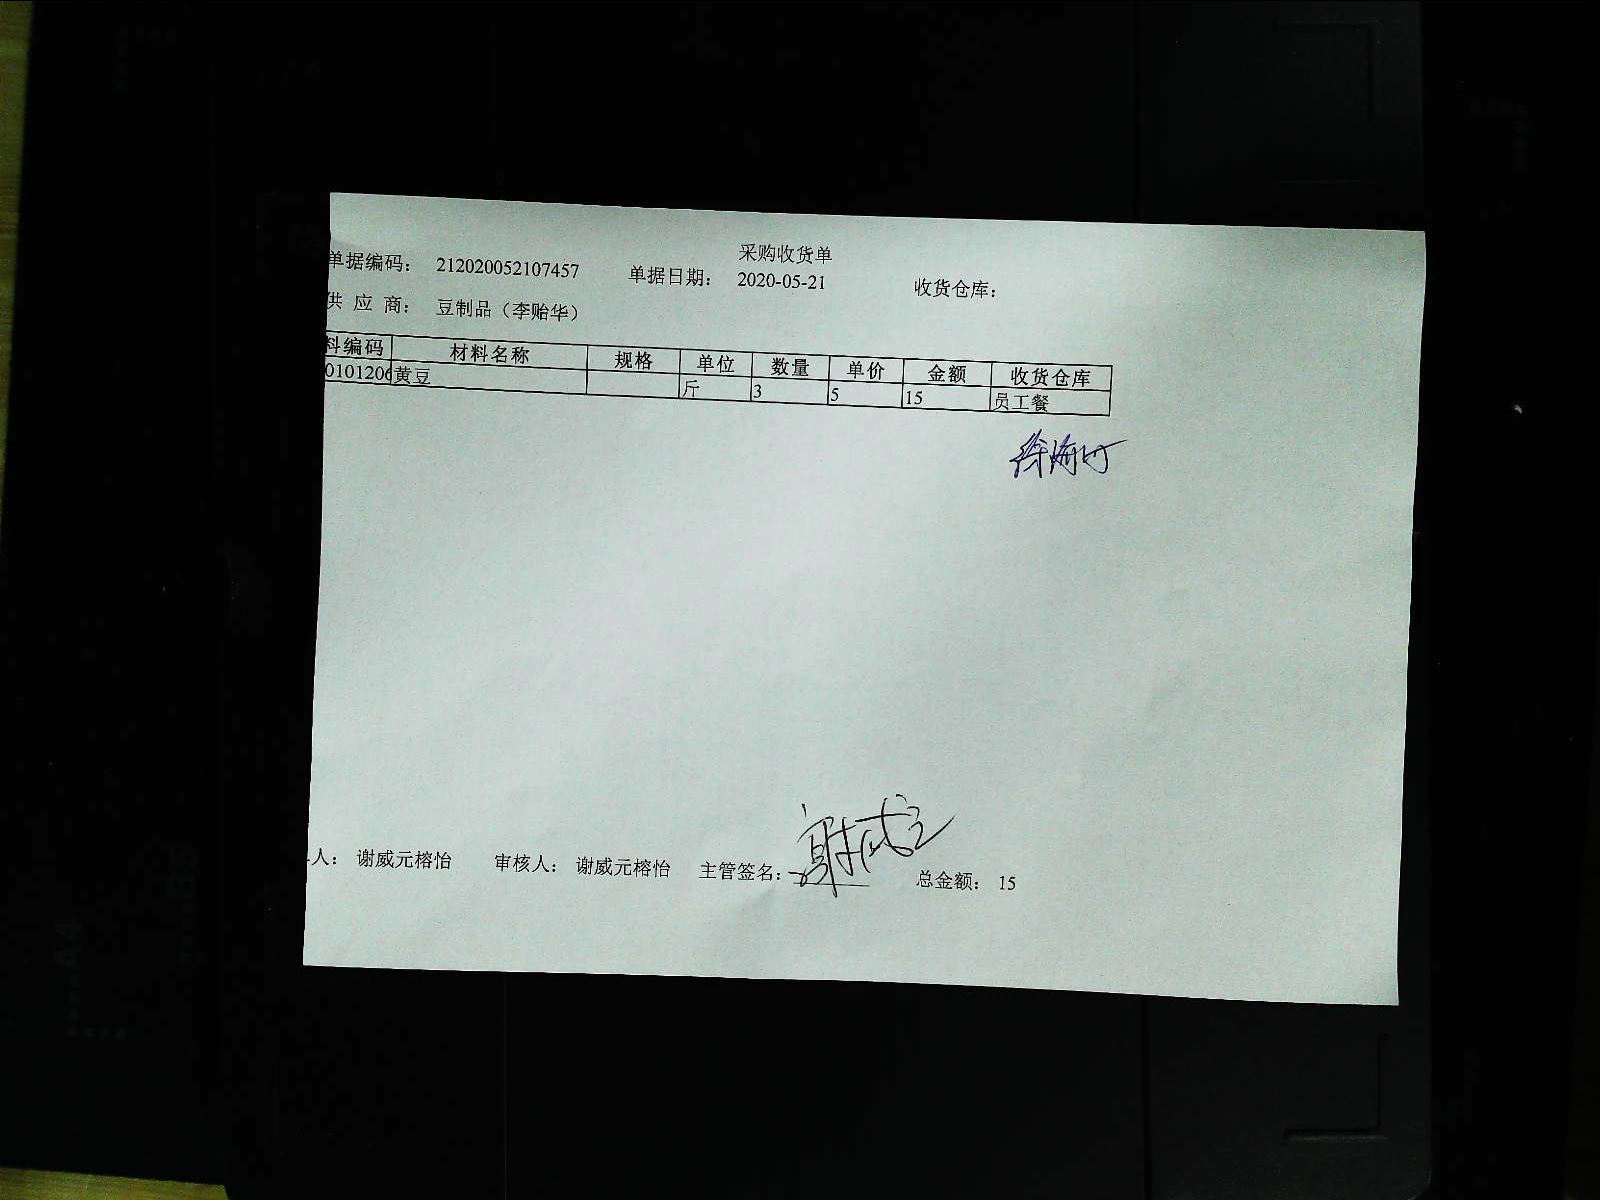 采购收货单
单据编码： 212020052107457 单据日期： 2020-05-21 收货仓库：
供 应 商： 豆制品（李贻华）
料编码 材料名称 规格 单位 数量 单价 金额 收货仓库
0101206 黄豆 斤 3 5 15 员工餐
人： 谢威元榕怡 审核人： 谢威元榕怡 主管签名： 总金额： 15